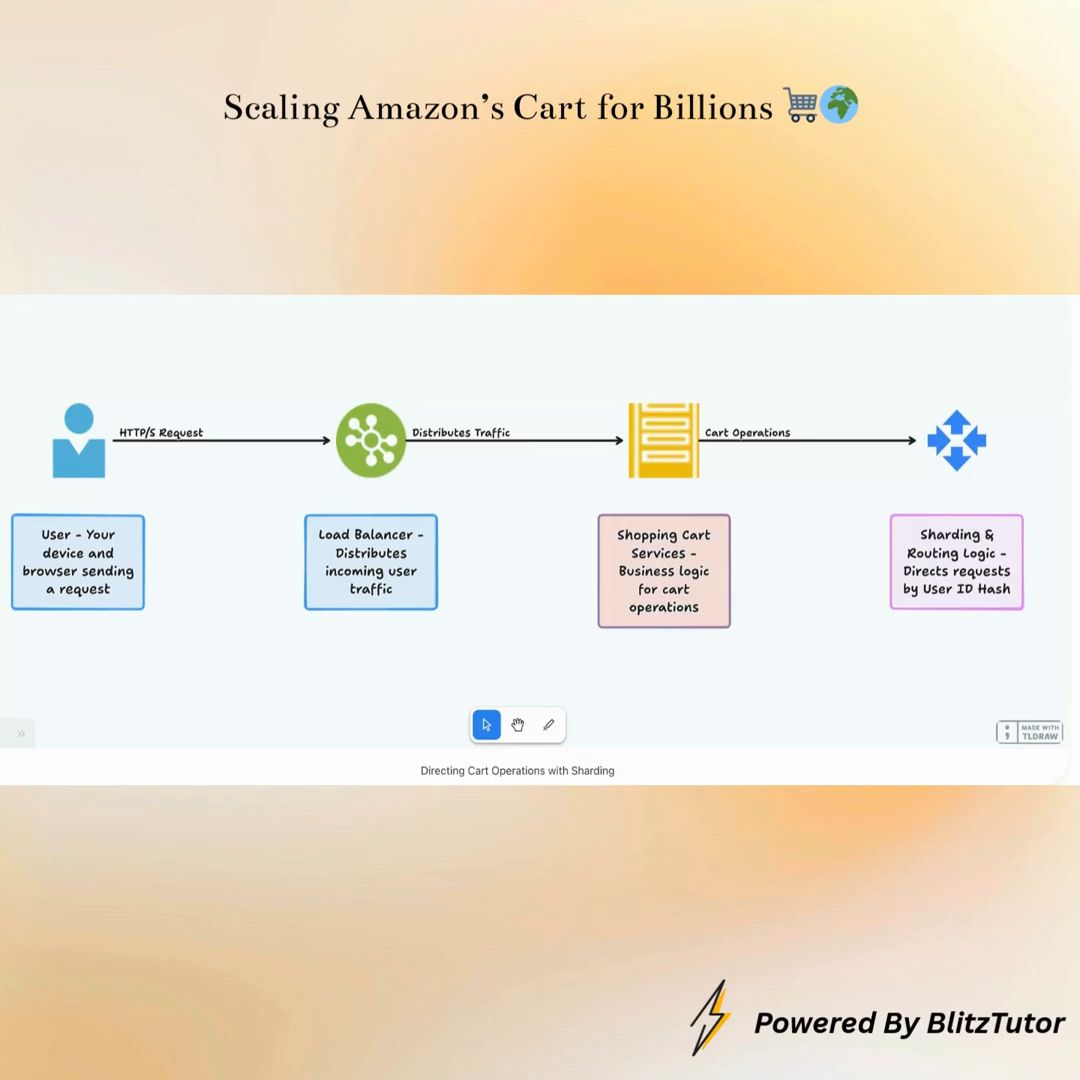 Scaling Amazon’s Cart for Billions 🛒🌍
HTTP/S Request
Distributes Traffic
Cart Operations
User - Your
device and
browser sending
a request
Load Balancer -
Distributes
incoming user
traffic
Shopping Cart
Services -
Business logic
for cart
operations
Sharding &
Routing Logic -
Directs requests
by User ID Hash
MADE WITH
TLDRAW
Directing Cart Operations with Sharding
Powered By BlitzTutor